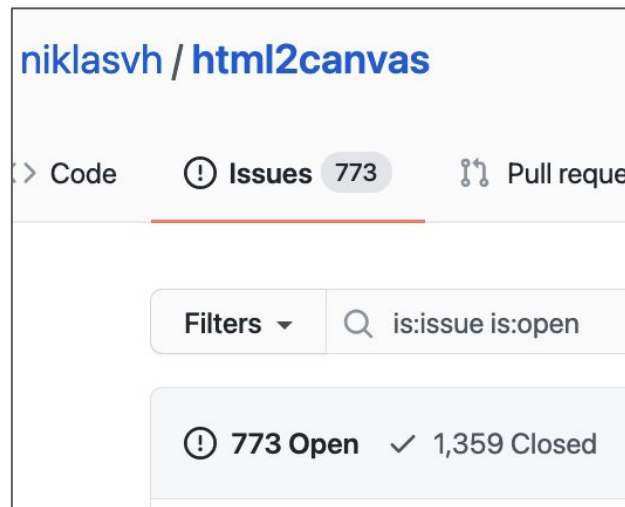 niklasvh / html2canvas
<> Code Issues 773 Pull reque
Filters is:issue is:open
773 Open 1,359 Closed